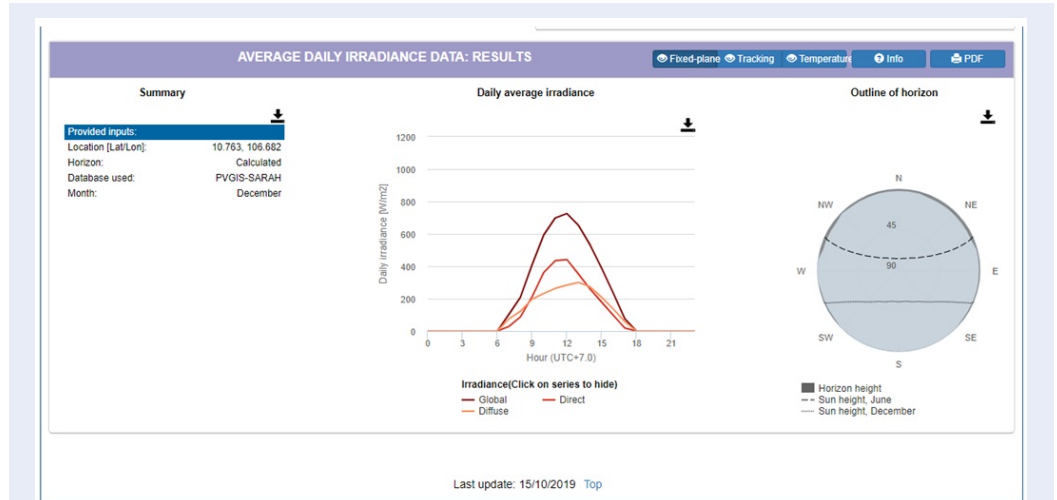 AVERAGE DAILY IRRADIANCE DATA: RESULTS
Fixed-plane Tracking Temperature Info PDF
Summary
Provided inputs:
Location [Lat/Lon]: 10.763, 106.682
Horizon: Calculated
Database used: PVGIS-SARAH
Month: December
Daily average irradiance
Daily irradiance [W/m2]
1200
1000
800
600
400
200
0
0 3 6 9 12 15 18 21
Hour (UTC+7.0)
Irradiance(Click on series to hide)
Global Direct
Diffuse
Outline of horizon
N
NW NE
45
W 90 E
SW SE
S
Horizon height
Sun height, June
Sun height, December
Last update: 15/10/2019 Top